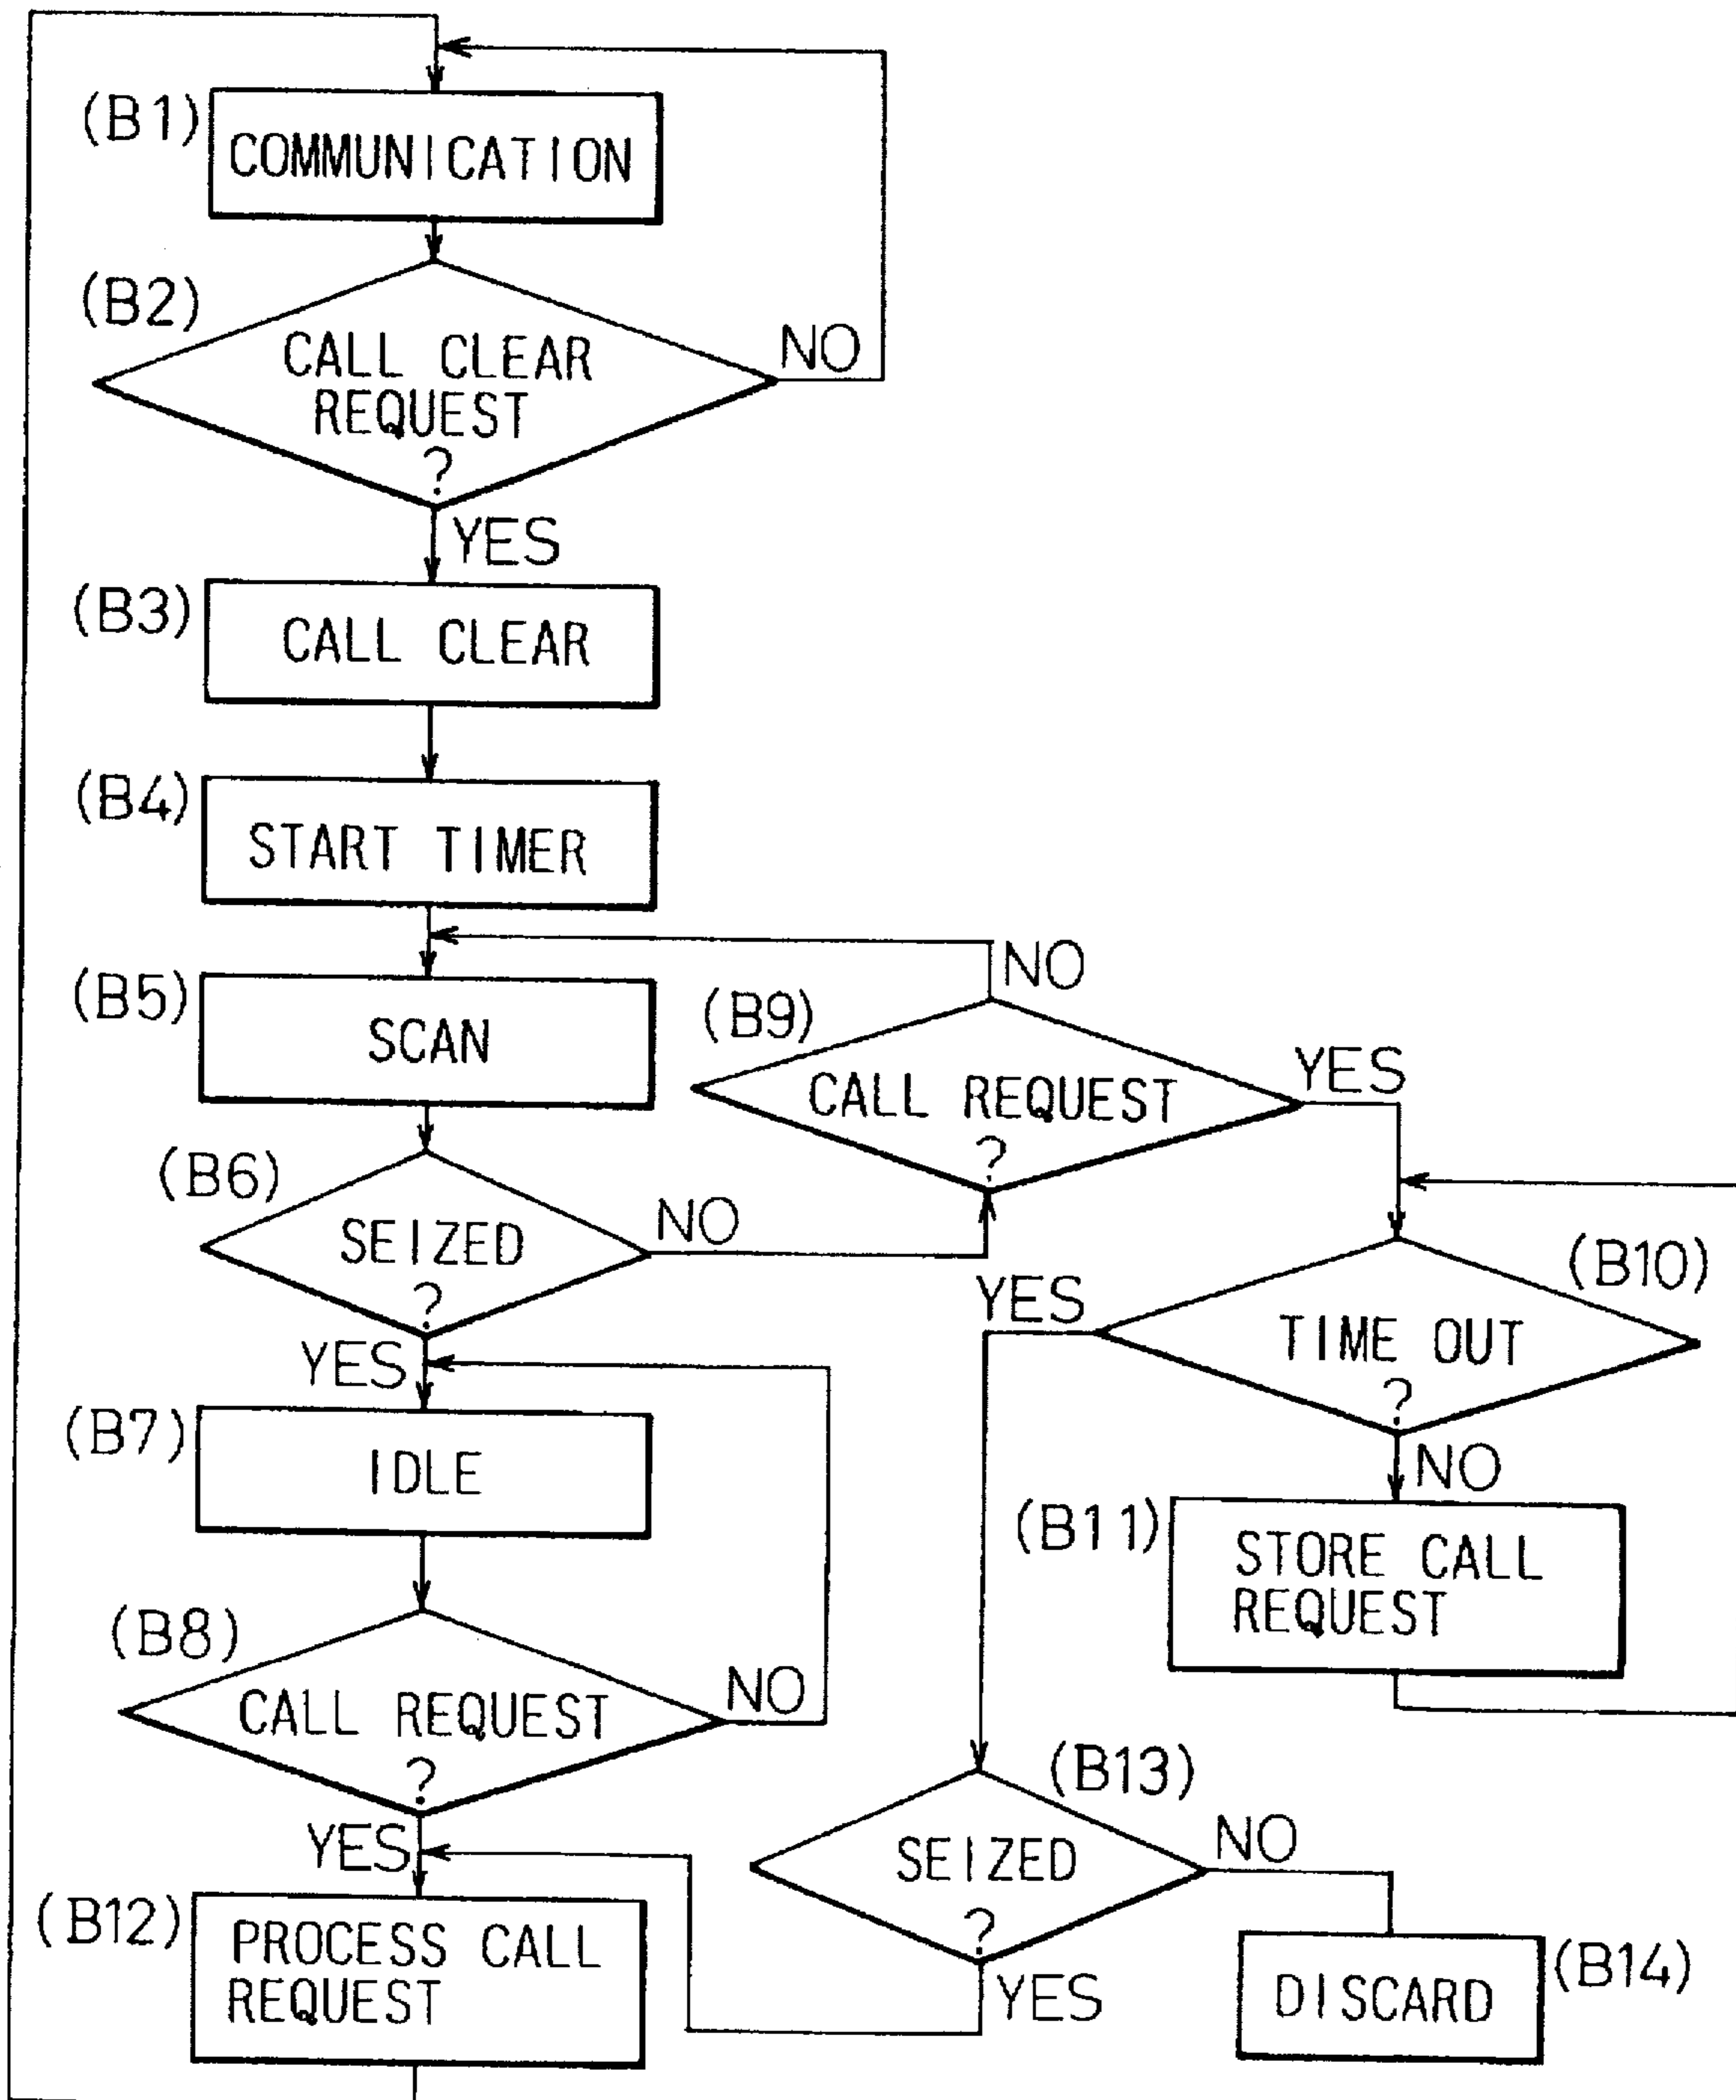 (B1)
COMMUNICATION
(B2)
CALL CLEAR
REQUEST
?
NO
YES
(B3)
CALL CLEAR
(B4)
START TIMER
(B5)
SCAN
(B6)
SEIZED
?
NO
YES
(B9)
NO
CALL REQUEST
?
YES
(B10)
YES
TIME OUT
?
NO
(B7)
IDLE
(B11)
STORE CALL
REQUEST
(B8)
CALL REQUEST
?
NO
YES
(B13)
SEIZED
?
NO
YES
(B12)
PROCESS CALL
REQUEST
DISCARD
(B14)